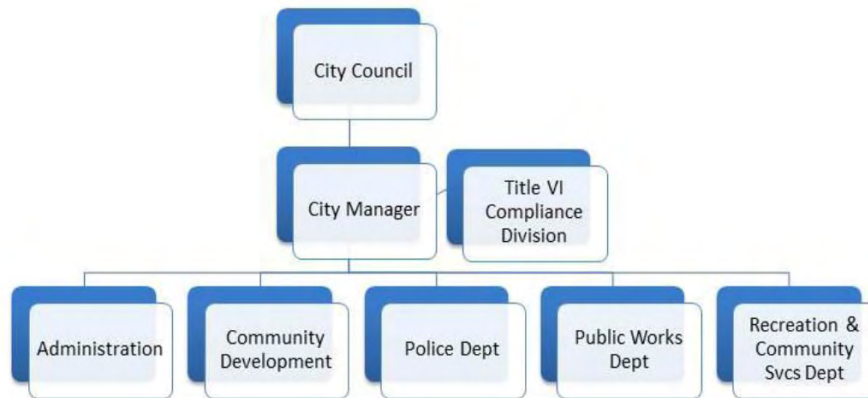 City Council
City Manager
Title VI
Compliance
Division
Administration
Community
Development
Police Dept
Public Works
Dept
Recreation &
Community
Svcs Dept